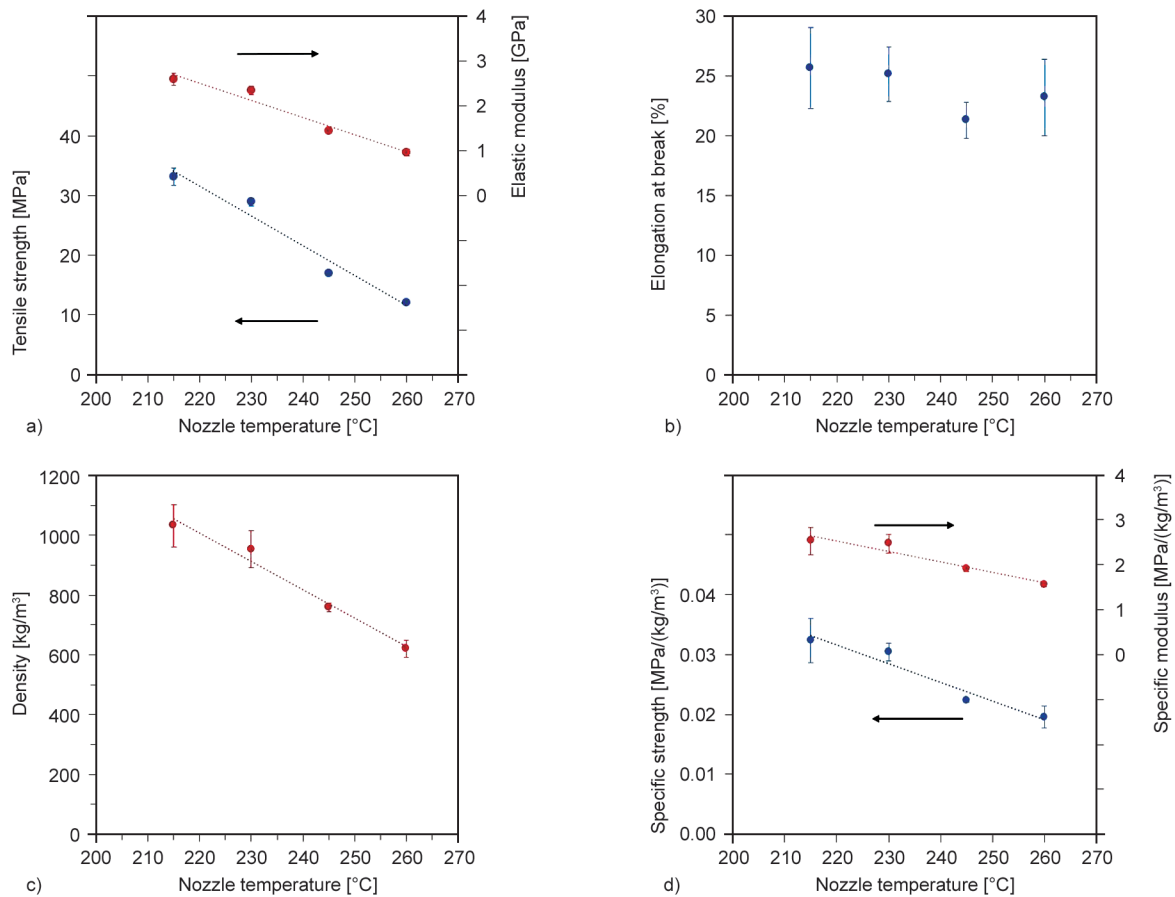 Tensile strength [MPa]
40
30
20
10
0
4
3
2
1
0
Elastic modulus [GPa]
200 210 220 230 240 250 260 270
Nozzle temperature [°C]
a)
Elongation at break [%]
30
25
20
15
10
5
0
200 210 220 230 240 250 260 270
Nozzle temperature [°C]
b)
Density [kg/m³]
1200
1000
800
600
400
200
0
200 210 220 230 240 250 260 270
Nozzle temperature [°C]
c)
Specific strength [MPa/(kg/m³)]
0.04
0.03
0.02
0.01
0.00
4
3
2
1
0
Specific modulus [MPa/(kg/m³)]
200 210 220 230 240 250 260 270
Nozzle temperature [°C]
d)